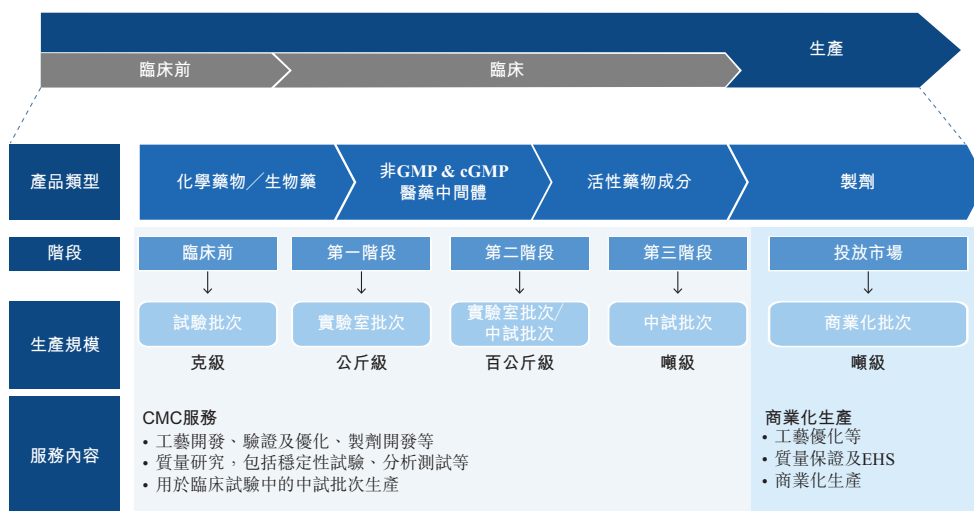 生產
臨床前
臨床
產品類型
化學藥物／生物藥
非GMP & cGMP
醫藥中間體
活性藥物成分
製劑
階段
臨床前
第一階段
第二階段
第三階段
投放市場
生產規模
試驗批次
實驗室批次
實驗室批次/
中試批次
中試批次
商業化批次
克級
公斤級
百公斤級
噸級
噸級
服務內容
CMC服務
• 工藝開發、驗證及優化、製劑開發等
• 質量研究，包括穩定性試驗、分析測試等
• 用於臨床試驗中的中試批次生產
商業化生產
• 工藝優化等
• 質量保證及EHS
• 商業化生產